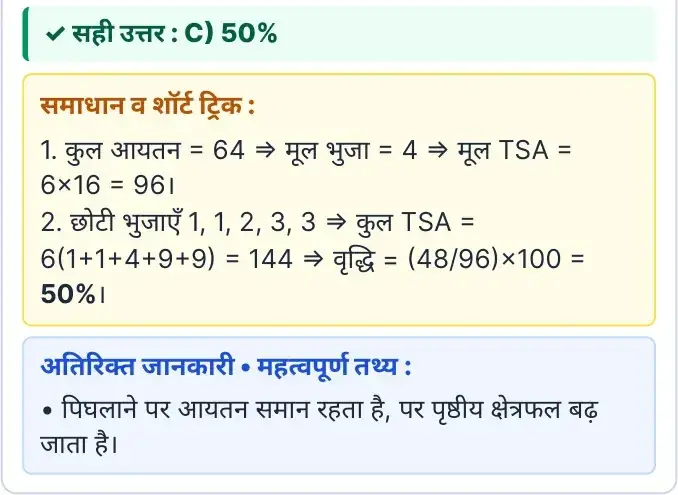 ✓ सही उत्तर : C) 50%
समाधान व शॉर्ट ट्रिक :
1. कुल आयतन = 64 ⇒ मूल भुजा = 4 ⇒ मूल TSA =
6×16 = 96।
2. छोटी भुजाएँ 1, 1, 2, 3, 3 ⇒ कुल TSA =
6(1+1+4+9+9) = 144 ⇒ वृद्धि = (48/96)×100 =
50%।
अतिरिक्त जानकारी • महत्वपूर्ण तथ्य :
• पिघलाने पर आयतन समान रहता है, पर पृष्ठीय क्षेत्रफल बढ़
जाता है।